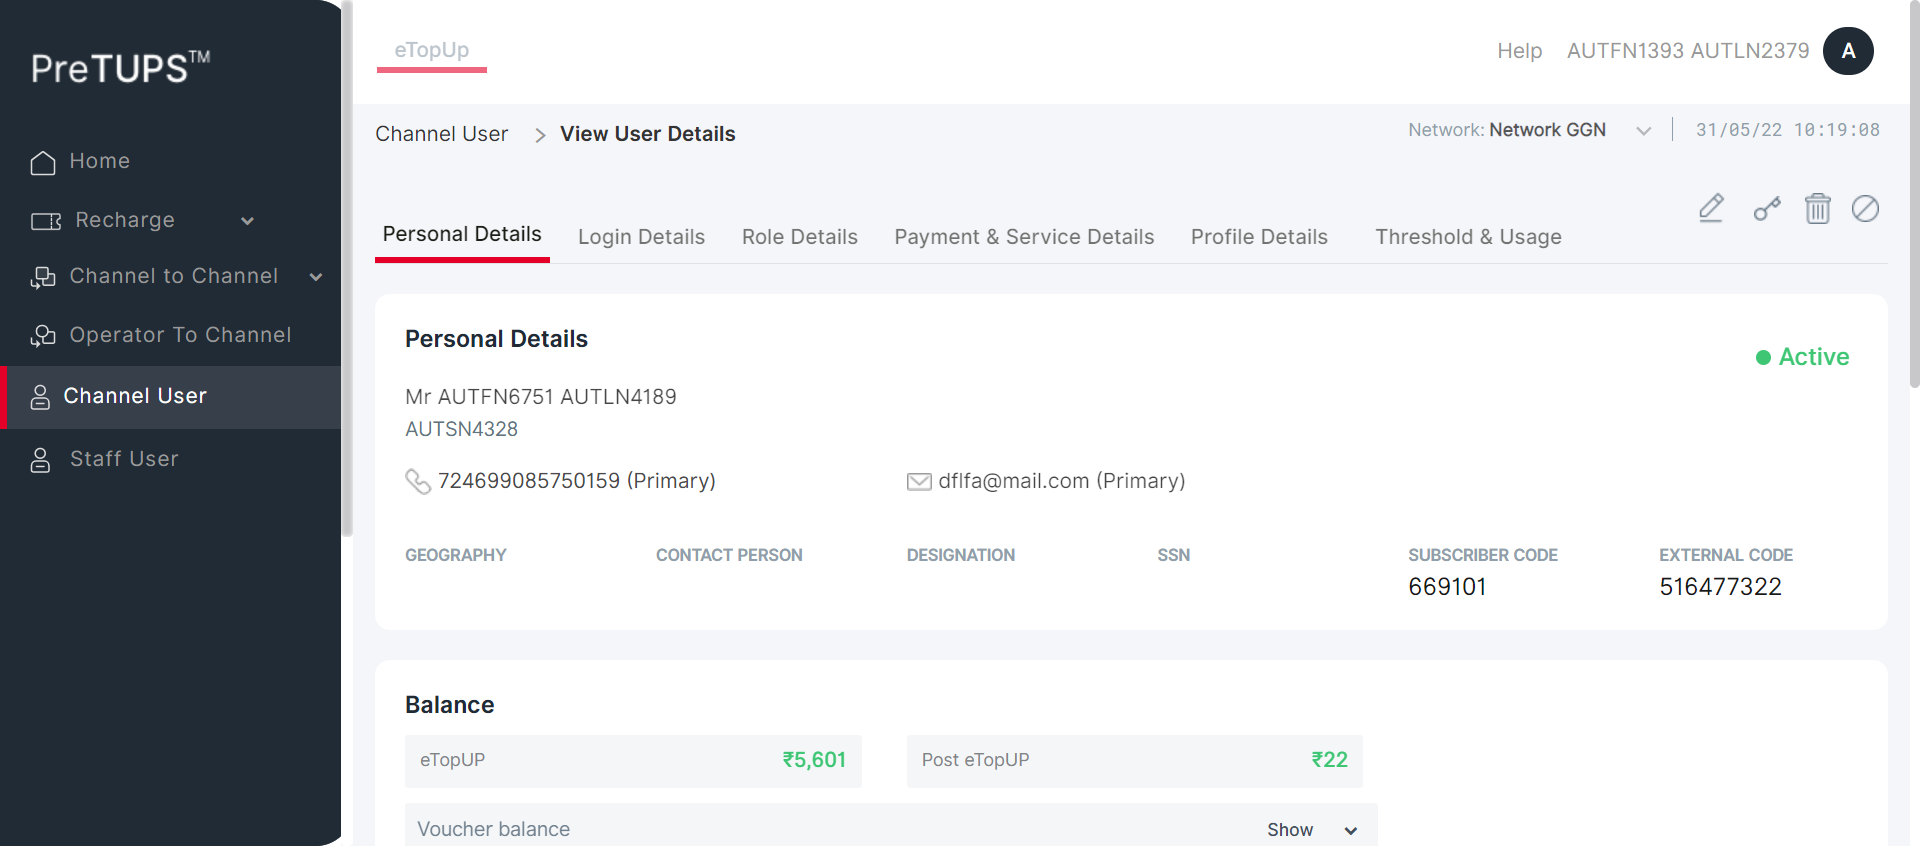 PreTUPS™
Home
Recharge
Channel to Channel
Operator To Channel
Channel User
Staff User
eTopUp
Help
AUTFN1393 AUTLN2379
A
Channel User > View User Details
Network: Network GGN
31/05/22 10:19:08
Personal Details
Login Details
Role Details
Payment & Service Details
Profile Details
Threshold & Usage
Personal Details
Active
Mr AUTFN6751 AUTLN4189
AUTSN4328
724699085750159 (Primary)
dflfa@mail.com (Primary)
GEOGRAPHY
CONTACT PERSON
DESIGNATION
SSN
SUBSCRIBER CODE
669101
EXTERNAL CODE
516477322
Balance
eTopUP
₹5,601
Post eTopUP
₹22
Voucher balance
Show